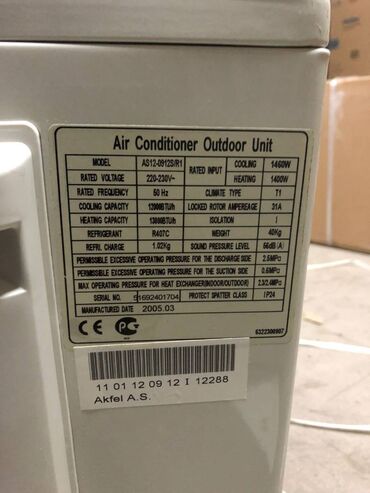 Air Conditioner Outdoor Unit
MODEL AS12-0912S/R1 RATED INPUT COOLING 1460W
RATED VOLTAGE 220-230V~ HEATING 1400W
RATED FREQUENCY 50 Hz CLIMATE TYPE T1
COOLING CAPACITY 12000BTU/h LOCKED ROTOR AMPEREAGE 31A
HEATING CAPACITY 13000BTU/h ISOLATION I
REFRIGERANT R407C WEIGHT 40Kg
REFRI. CHARGE 1.02Kg SOUND PRESSURE LEVEL 56dB (A)
PERMISSIBLE EXCESSIVE OPERATING PRESSURE FOR THE DISCHARGE SIDE 2.5MPa
PERMISSIBLE EXCESSIVE OPERATING PRESSURE FOR THE SUCTION SIDE 0.6MPa
MAX OPERATING PRESSURE FOR HEAT EXCHANGER(INDOOR/OUTDOOR) 2.5/2.4MPa
SERIAL NO. 91692401704 PROTECT SPATTER CLASS IP24
MANUFACTURED DATE 2005.03
CE
5322300907
11 01 12 09 12 I 12288
Akfel A.S.